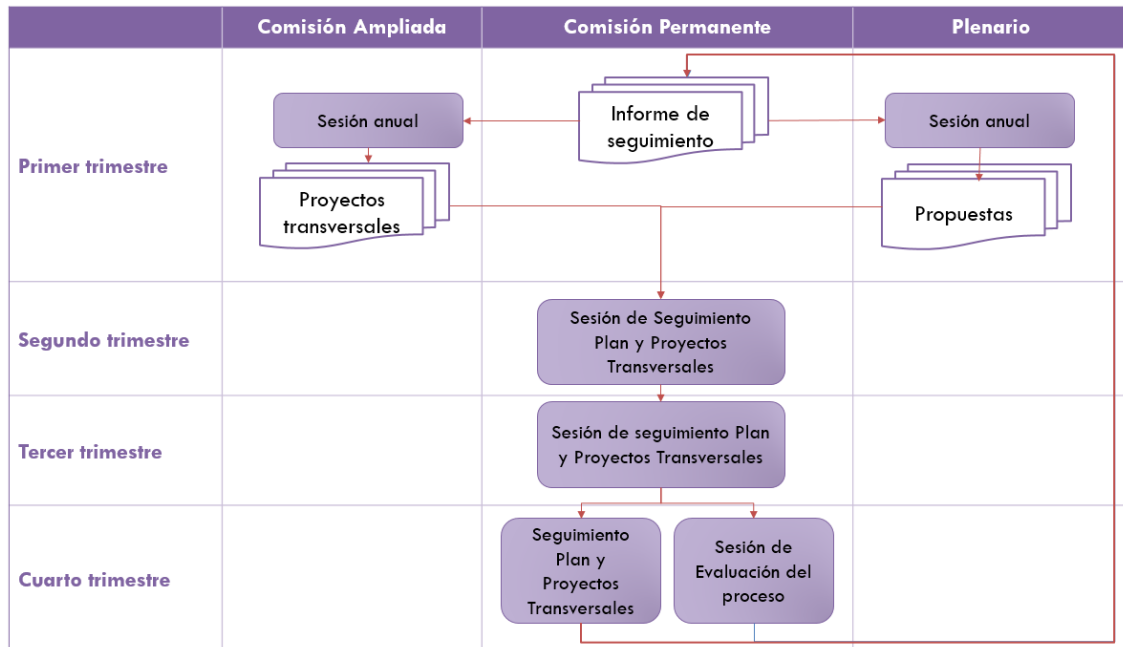 Comisión Ampliada
Comisión Permanente
Plenario
Primer trimestre
Sesión anual
Informe de
seguimiento
Sesión anual
Proyectos
transversales
Propuestas
Segundo trimestre
Sesión de Seguimiento
Plan y Proyectos
Transversales
Tercer trimestre
Sesión de seguimiento Plan
y Proyectos Transversales
Cuarto trimestre
Seguimiento
Plan y
Proyectos
Transversales
Sesión de
Evaluación del
proceso